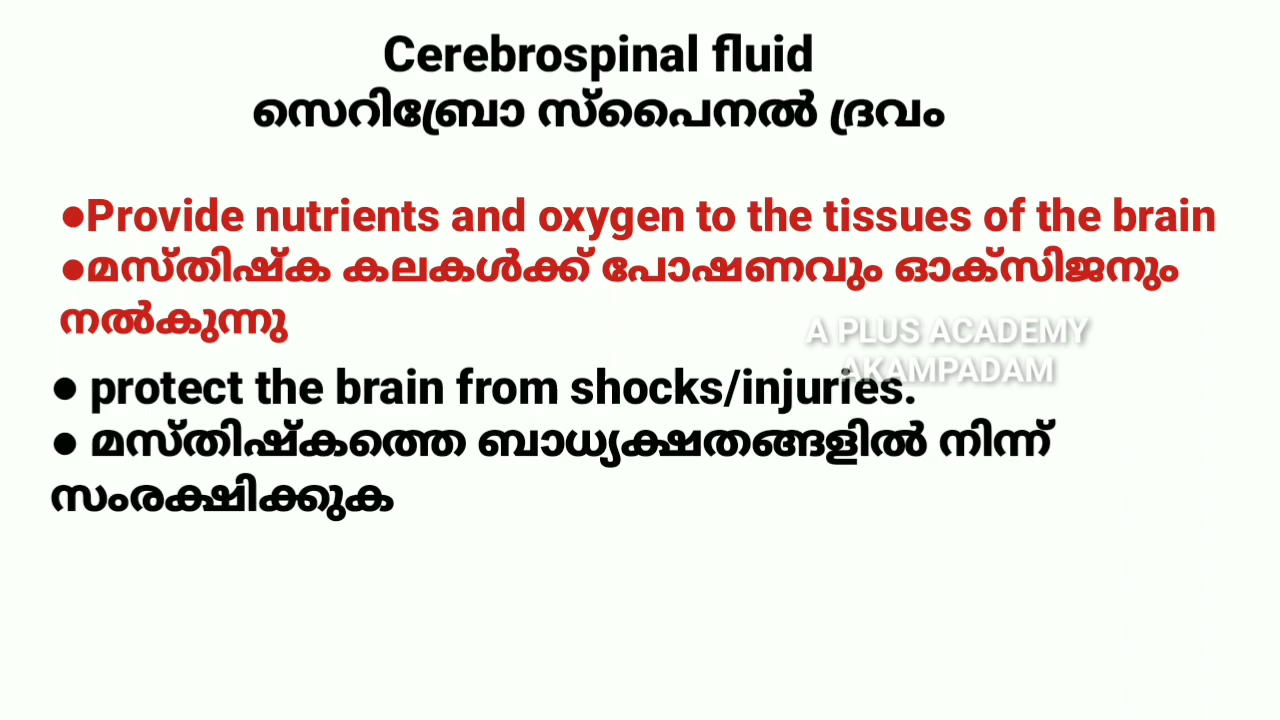 Cerebrospinal fluid
സെറിബ്രോ സ്പൈനൽ ദ്രവം
●Provide nutrients and oxygen to the tissues of the brain
●മസ്തിഷ്ക കലകൾക്ക് പോഷണവും ഓക്സിജനും
നൽകുന്നു
A PLUS ACADEMY
AKAMPADAM
● protect the brain from shocks/injuries.
● മസ്തിഷ്കത്തെ ബാധ്യക്ഷതങ്ങളിൽ നിന്ന്
സംരക്ഷിക്കുക